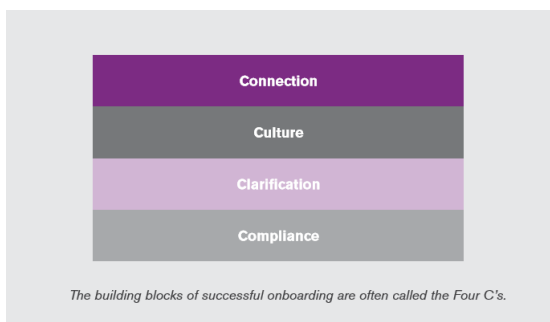 Connection
Culture
Clarification
Compliance
The building blocks of successful onboarding are often called the Four C's.